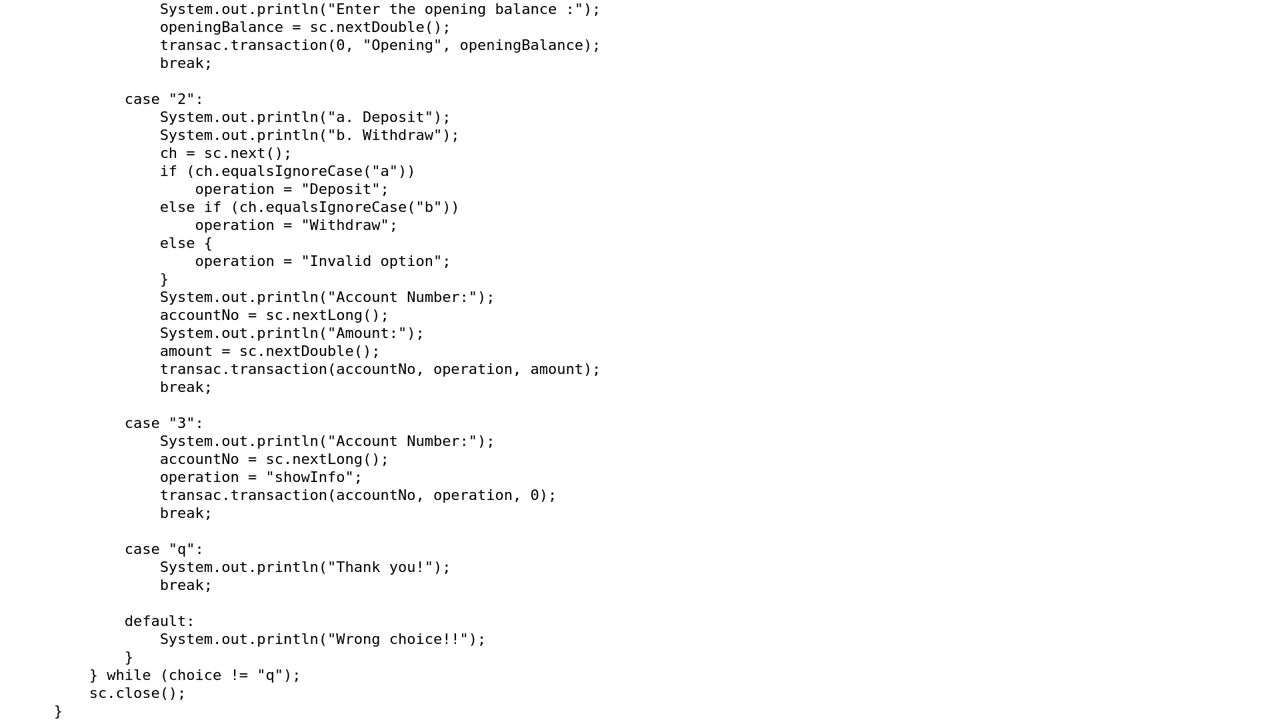 System.out.println("Enter the opening balance :");
openingBalance = sc.nextDouble();
transac.transaction(0, "Opening", openingBalance);
break;
case "2":
System.out.println("a. Deposit");
System.out.println("b. Withdraw");
ch = sc.next();
if (ch.equalsIgnoreCase("a"))
operation = "Deposit";
else if (ch.equalsIgnoreCase("b"))
operation = "Withdraw";
else {
operation = "Invalid option";
}
System.out.println("Account Number:");
accountNo = sc.nextLong();
System.out.println("Amount:");
amount = sc.nextDouble();
transac.transaction(accountNo, operation, amount);
break;
case "3":
System.out.println("Account Number:");
accountNo = sc.nextLong();
operation = "showInfo";
transac.transaction(accountNo, operation, 0);
break;
case "q":
System.out.println("Thank you!");
break;
default:
System.out.println("Wrong choice!!");
}
} while (choice != "q");
sc.close();
}